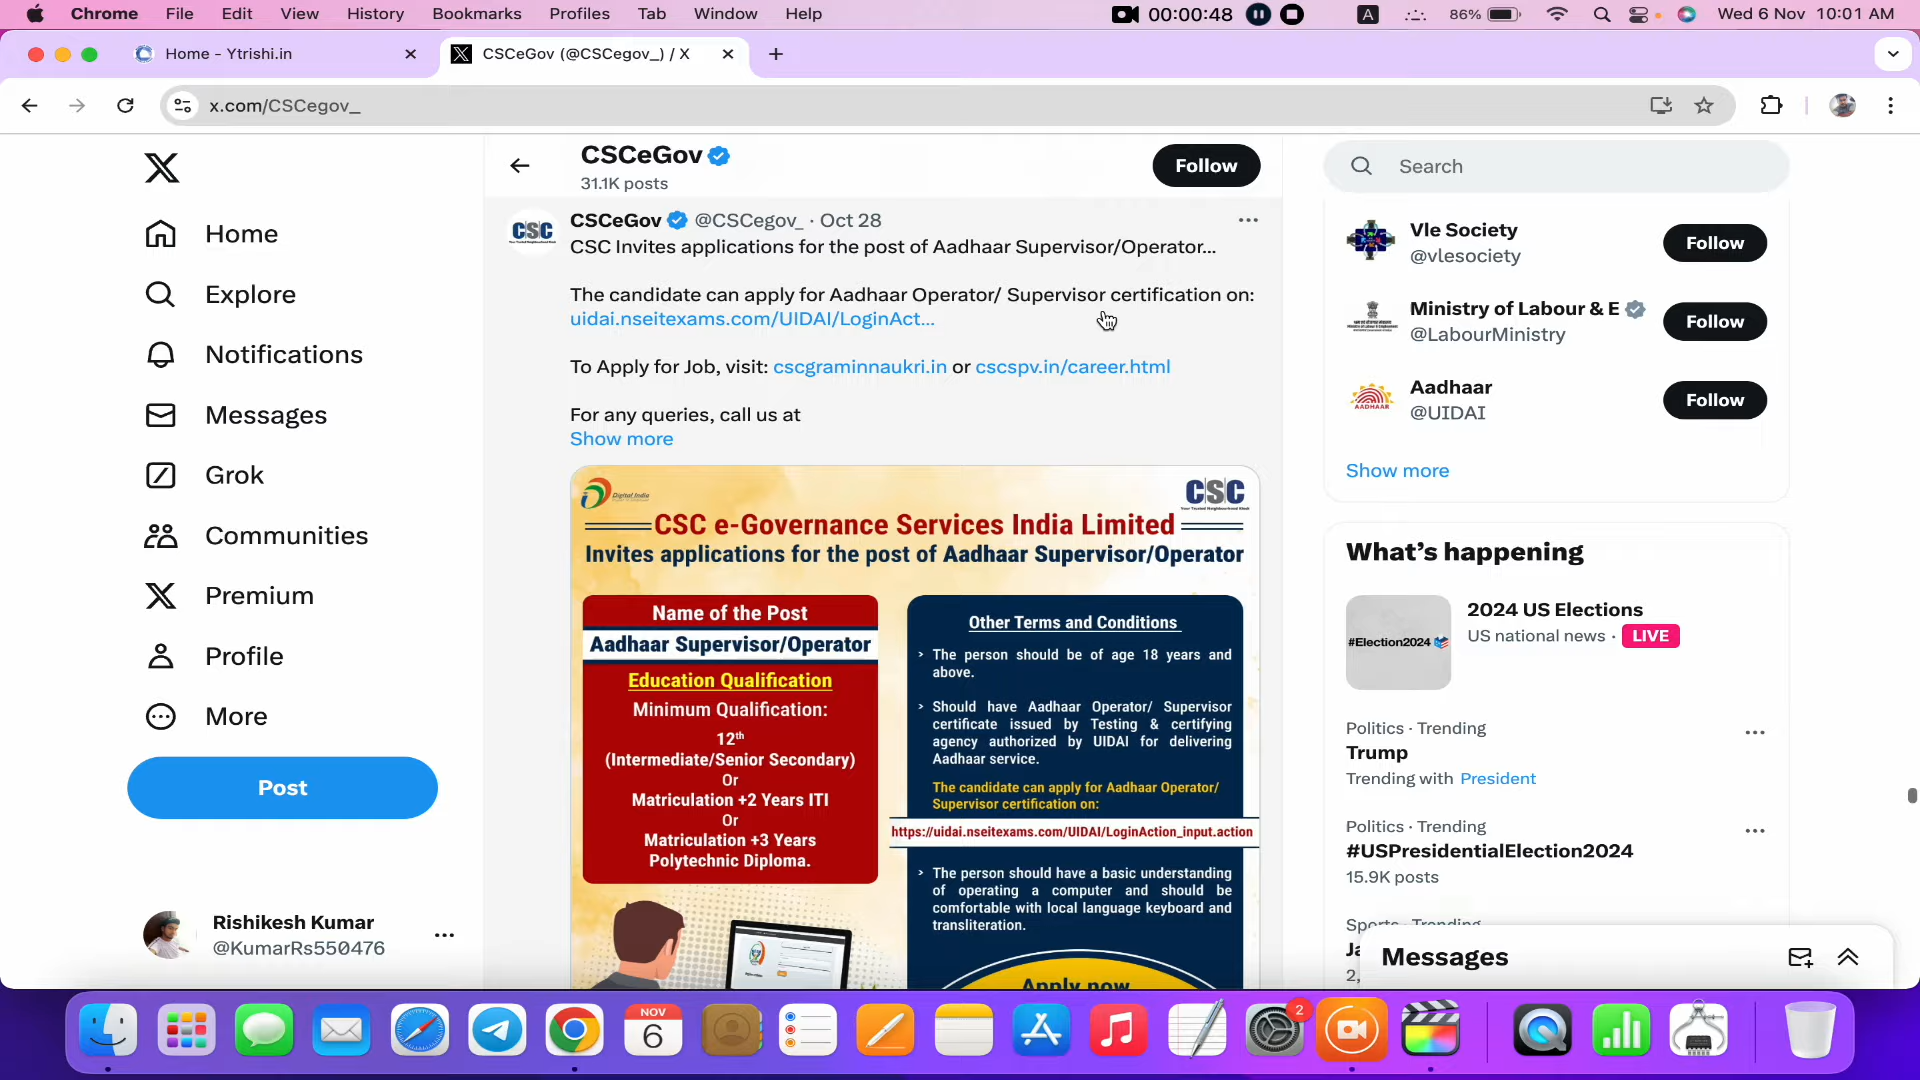 Chrome File Edit View History Bookmarks Profiles Tab Window Help
00:00:48
A
86%
Wed 6 Nov 10:01 AM
Home - Ytrishi.in
CSCeGov (@CSCegov_) / X
x.com/CSCegov_
Home
Explore
Notifications
Messages
Grok
Communities
Premium
Profile
More
Post
Rishikesh Kumar
@KumarRs550476
CSCeGov
31.1K posts
Follow
CSCeGov @CSCegov_ · Oct 28
CSC Invites applications for the post of Aadhaar Supervisor/Operator...
The candidate can apply for Aadhaar Operator/ Supervisor certification on:
uidai.nseitexams.com/UIDAI/LoginAct...
To Apply for Job, visit: cscgraminnaukri.in or cscspv.in/career.html
For any queries, call us at
Show more
Digital India
CSC
CSC e-Governance Services India Limited
Invites applications for the post of Aadhaar Supervisor/Operator
Name of the Post
Aadhaar Supervisor/Operator
Education Qualification
Minimum Qualification:
12th
(Intermediate/Senior Secondary)
Or
Matriculation +2 Years ITI
Or
Matriculation +3 Years
Polytechnic Diploma.
Other Terms and Conditions
› The person should be of age 18 years and
above.
› Should have Aadhaar Operator/ Supervisor
certificate issued by Testing & certifying
agency authorized by UIDAI for delivering
Aadhaar service.
The candidate can apply for Aadhaar Operator/
Supervisor certification on:
https://uidai.nseitexams.com/UIDAI/LoginAction_input.action
› The person should have a basic understanding
of operating a computer and should be
comfortable with local language keyboard and
transliteration.
Apply now
Search
Vle Society
@vlesociety
Follow
Ministry of Labour & E
@LabourMinistry
Follow
AADHAAR
Aadhaar
@UIDAI
Follow
Show more
What's happening
#Election2024
2024 US Elections
US national news · LIVE
Politics · Trending
Trump
Trending with President
Politics · Trending
#USPresidentialElection2024
15.9K posts
Sports · Trending
Ja
2,
Messages
NOV
6
2